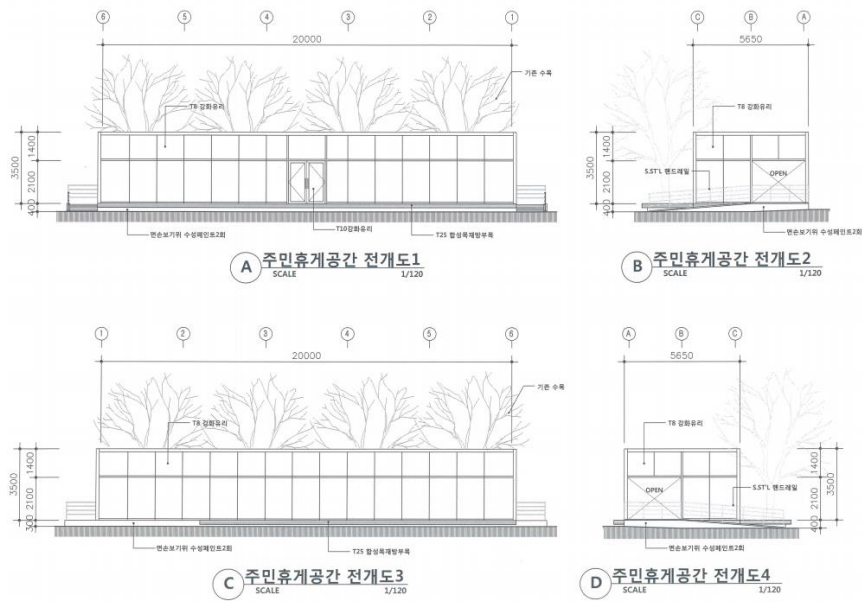 6 5 4 3 2 1
20000
기존 수목
T8 강화유리
3500
1400
2100
400
면손보기위 수성페인트2회
T10강화유리
T25 합성목재방부목
A 주민휴게공간 전개도1
SCALE 1/120
C B A
5650
T8 강화유리
S.ST'L 핸드레일
OPEN
3500
1400
2100
400
면손보기위 수성페인트2회
B 주민휴게공간 전개도2
SCALE 1/120
1 2 3 4 5 6
20000
기존 수목
T8 강화유리
3500
1400
2100
면손보기위 수성페인트2회
T25 합성목재방부목
C 주민휴게공간 전개도3
SCALE 1/120
A B C
5650
T8 강화유리
OPEN
S.ST'L 핸드레일
1400
2100
400
3500
면손보기위 수성페인트2회
D 주민휴게공간 전개도4
SCALE 1/120